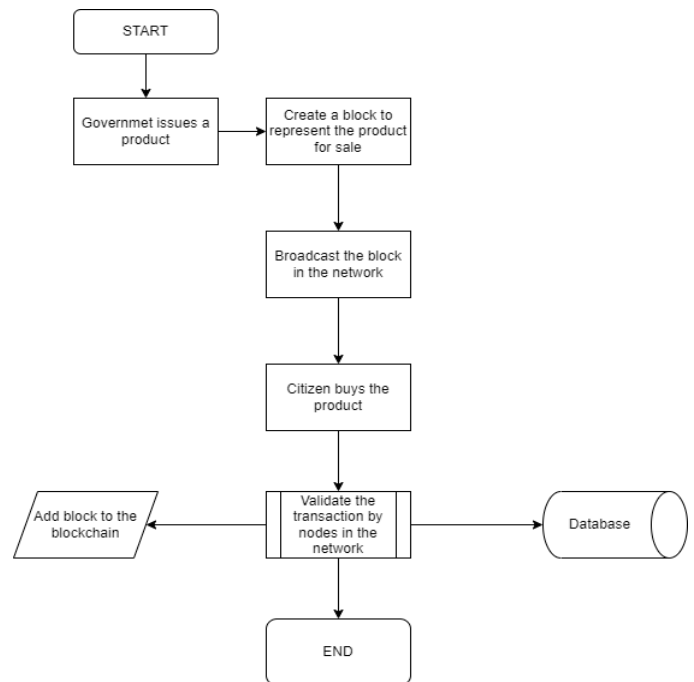 START
Governmet issues a
product
Create a block to
represent the product
for sale
Broadcast the block
in the network
Citizen buys the
product
Add block to the
blockchain
Validate the
transaction by
nodes in the
network
Database
END